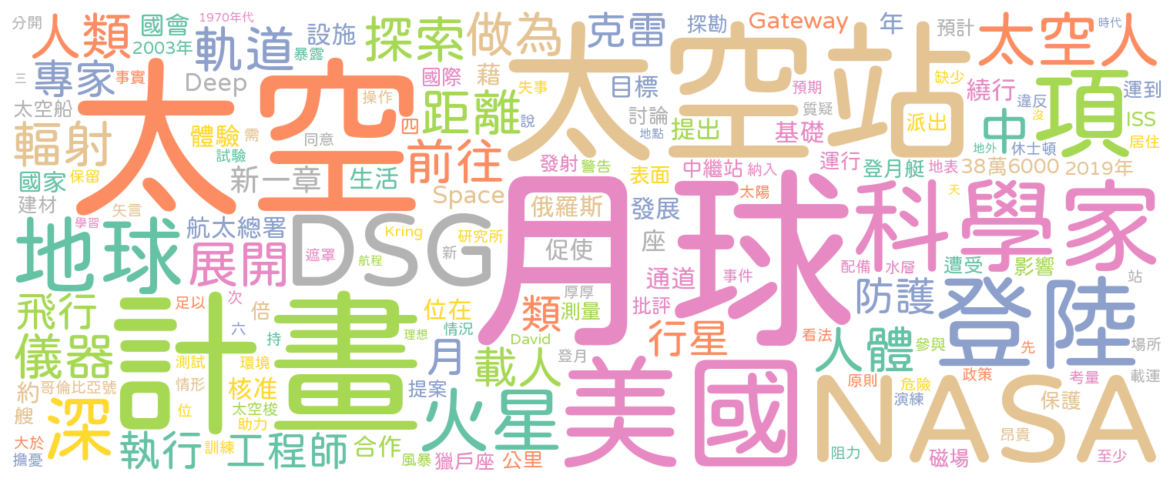 分開
人類
國會
1970年代
2003年
軌道
暴露
設施
探索
做為
克雷
探勘
Gateway
年
預計
太空人
時代
三
專家
事實
Deep
太空
操作
國際
藉
失事
太空站
目標
預期
質疑
討論
地點
缺少
繞行
違反
沒
運到
項
ISS
居住
太空船
輻射
體驗
試驗
需
同意
四
距離
說
提出
基礎
派出
中
地外
休士頓
國家
保留
建材
新一章
生活
前往
發射
警告
表面
中繼站
納入
運行
登月艇
地表
38萬6000
2019年
Space
俄羅斯
發展
太陽
月球
天
科學家
矢言
學習
航太總署
地球
展開
遮罩
DSG
Kring
研究所
航程
新
促使
座
通道
事件
配備
水層
遭受
影響
站
飛行
足以
次
倍
計畫
位在
類
厚厚
測量
批評
防護
登陸
儀器
六
持
情況
理想
David
月
登月
行星
看法
人體
參與
先
場所
約
哥倫比亞號
測試
環境
情形
核准
提案
載人
美國
原則
危險
政策
考量
載運
艘
深
位
太空梭
助力
火星
NASA
演練
保護
昂貴
大於
擔憂
執行
訓練
工程師
合作
風暴
獵戶座
公里
阻力
磁場
至少